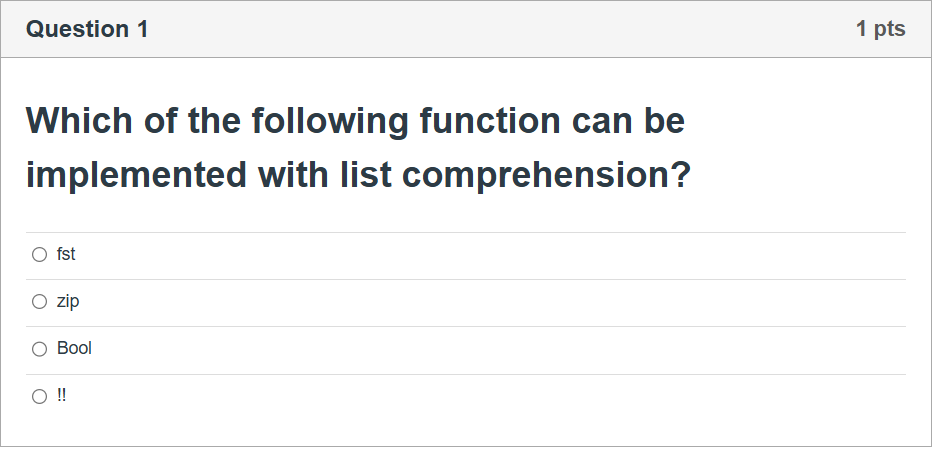 Question 1
1 pts
Which of the following function can be
implemented with list comprehension?
fst
zip
Bool
!!